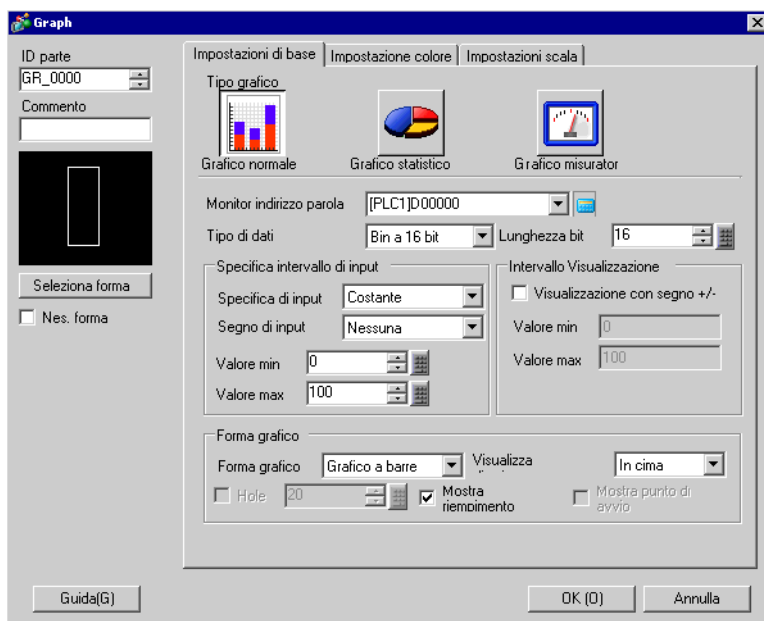 Graph
ID parte
GR_0000
Commento
Seleziona forma
Nes. forma
Impostazioni di base
Impostazione colore
Impostazioni scala
Tipo grafico
Grafico normale
Grafico statistico
Grafico misurator
Monitor indirizzo parola
[PLC1]D00000
Tipo di dati
Bin a 16 bit
Lunghezza bit
16
Specifica intervallo di input
Specifica di input
Costante
Segno di input
Nessuna
Valore min
0
Valore max
100
Intervallo Visualizzazione
Visualizzazione con segno +/-
Valore min
0
Valore max
100
Forma grafico
Forma grafico
Grafico a barre
Visualizza
In cima
Hole
20
Mostra
riempimento
Mostra punto di
avvio
Guida(G)
OK (O)
Annulla